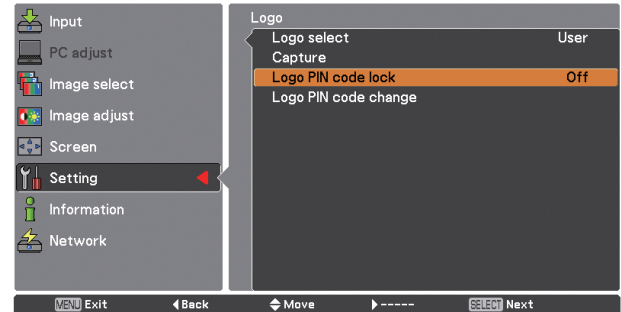 Input
PC adjust
Image select
Image adjust
Screen
Setting
Information
Network
Logo
Logo select User
Capture
Logo PIN code lock Off
Logo PIN code change
MENU Exit Back Move ----- SELECT Next